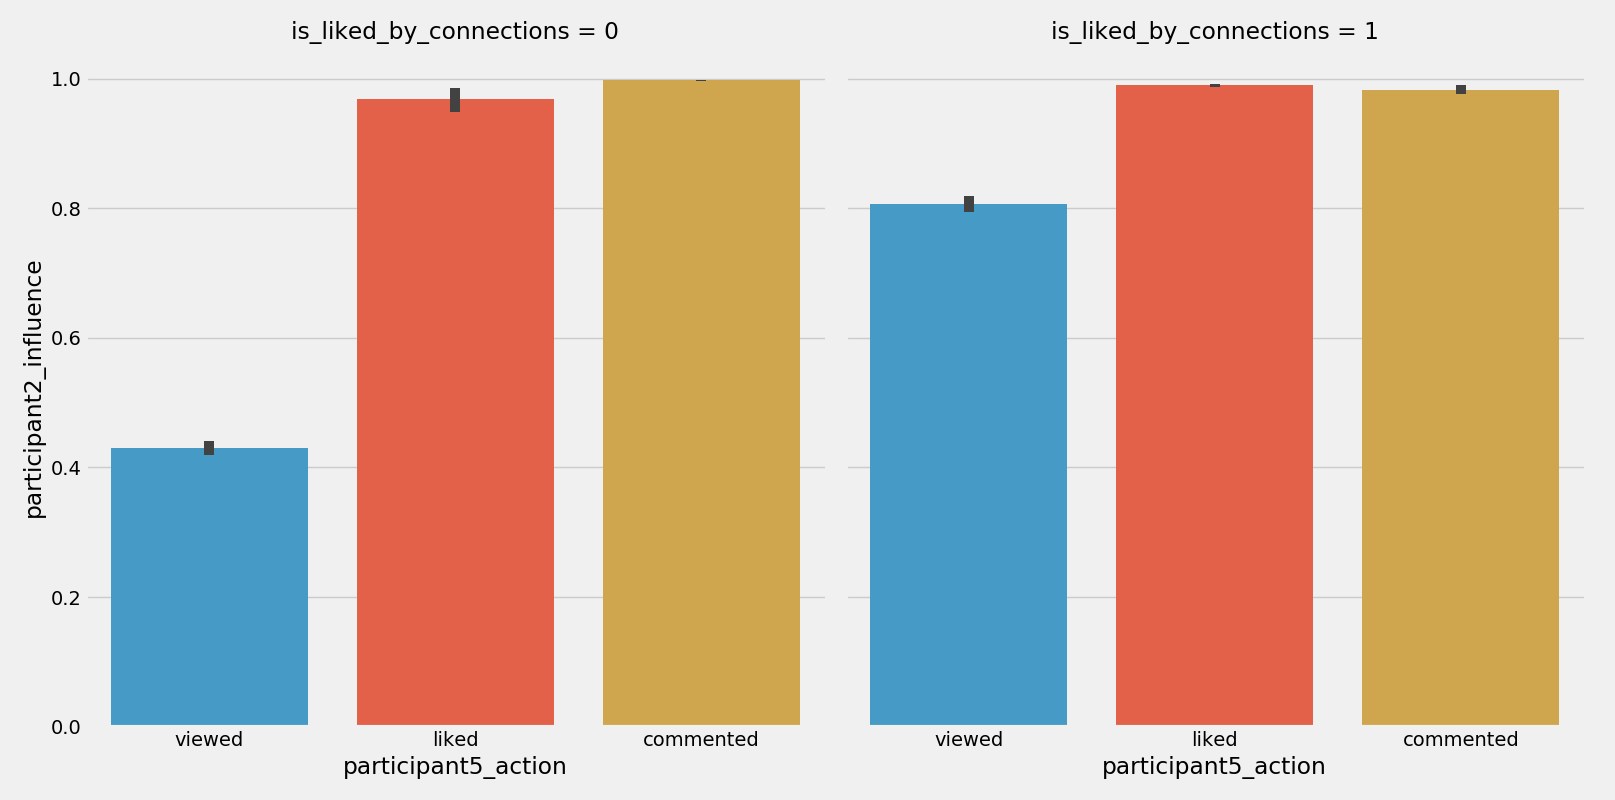 is_liked_by_connections = 0
is_liked_by_connections = 1
participant2_influence
1.0
0.8
0.6
0.4
0.2
0.0
viewed
liked
commented
viewed
liked
commented
participant5_action
participant5_action